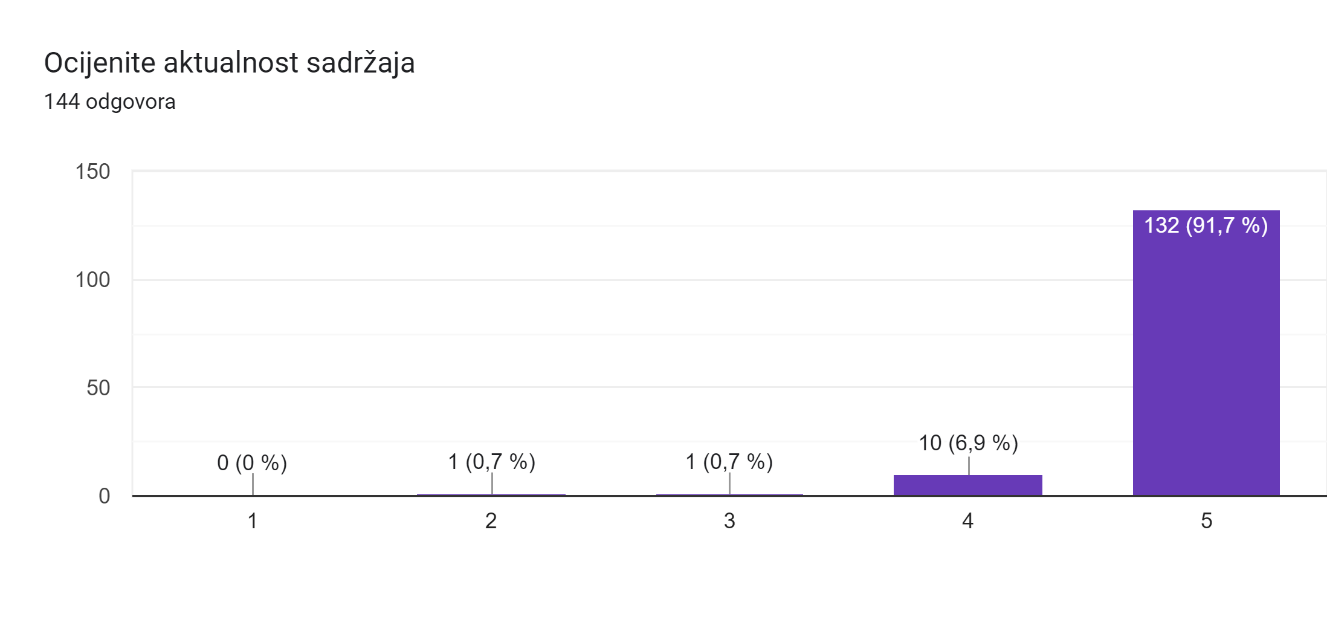 Ocijenite aktualnost sadržaja
144 odgovora
150
100
50
0
0 (0 %)
1 (0,7 %)
1 (0,7 %)
10 (6,9 %)
132 (91,7 %)
1
2
3
4
5